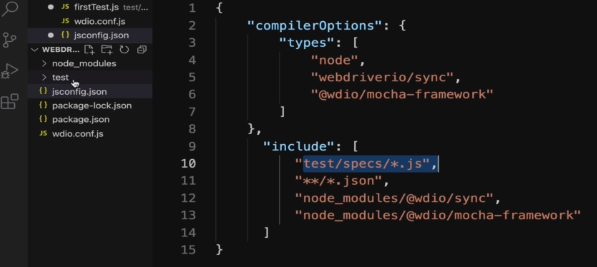 firstTest.js test/...
wdio.conf.js
jsconfig.json
WEBDR...
node_modules
test
jsconfig.json
package-lock.json
package.json
wdio.conf.js
1 {
2 "compilerOptions": {
3 "types": [
4 "node",
5 "webdriverio/sync",
6 "@wdio/mocha-framework"
7 ]
8 },
9 "include": [
10 "test/specs/*.js",
11 "**/*.json",
12 "node_modules/@wdio/sync",
13 "node_modules/@wdio/mocha-framework"
14 ]
15 }